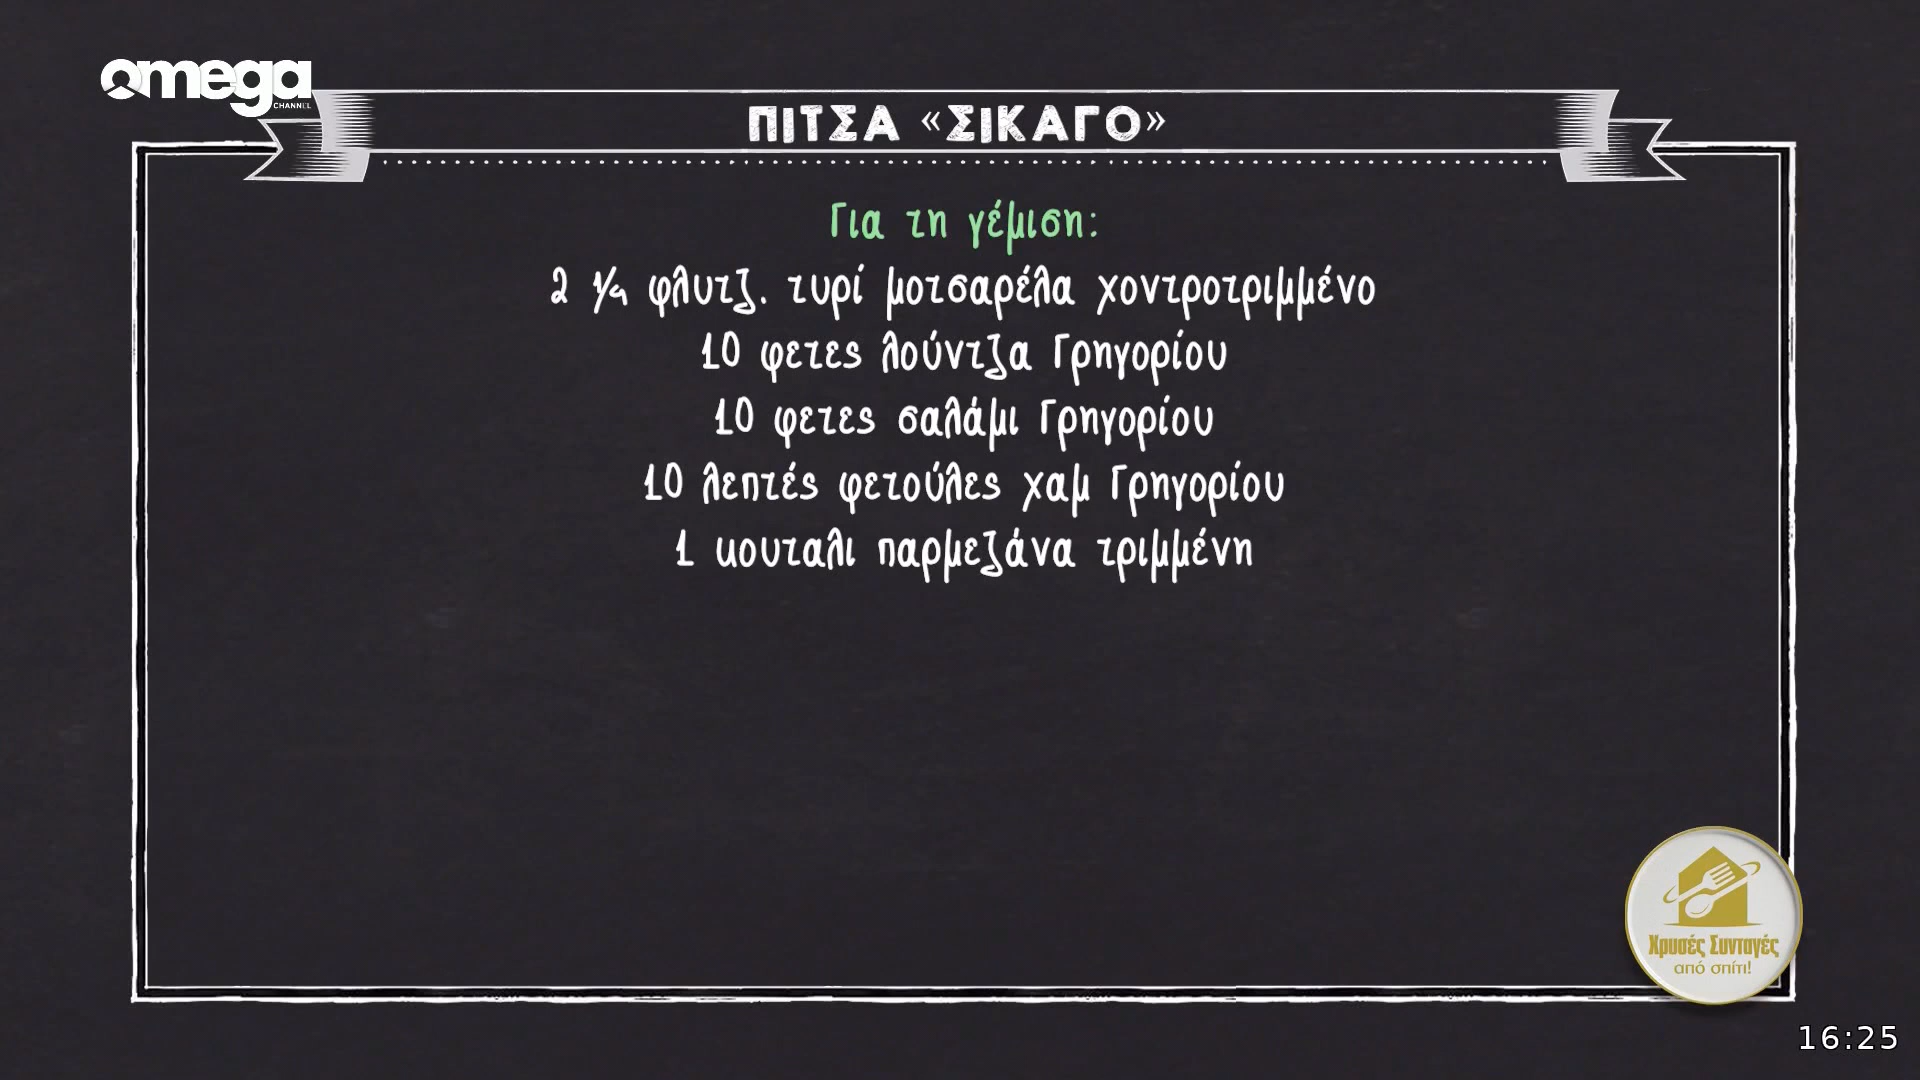 omega
CHANNEL
ΠΙΤΣΑ «ΣΙΚΑΓΟ»
Για τη γέμιση:
2 ¼ φλυτζ. τυρί μοτσαρέλα χοντροτριμμένο
10 φετες λούντζα Γρηγορίου
10 φετες σαλάμι Γρηγορίου
10 λεπτές φετούλες χαμ Γρηγορίου
1 κουταλι παρμεζάνα τριμμένη
Χρυσές Συνταγές
από σπίτι!
16:25